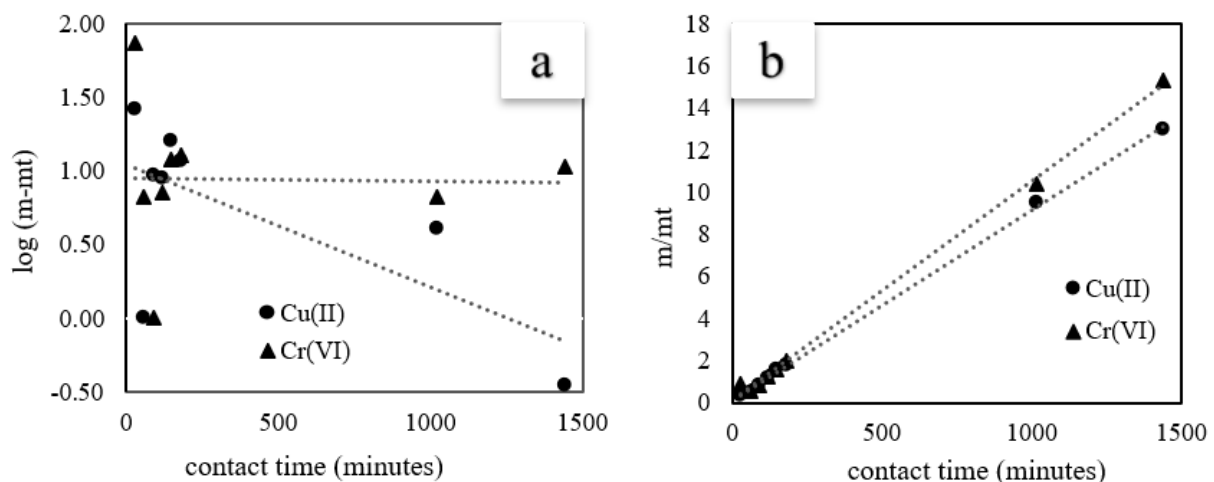 a
log (m-mt)
2.00
1.50
1.00
0.50
0.00
-0.50
0
500
1000
1500
contact time (minutes)
Cu(II)
Cr(VI)
b
m/mt
18
16
14
12
10
8
6
4
2
0
0
500
1000
1500
contact time (minutes)
Cu(II)
Cr(VI)